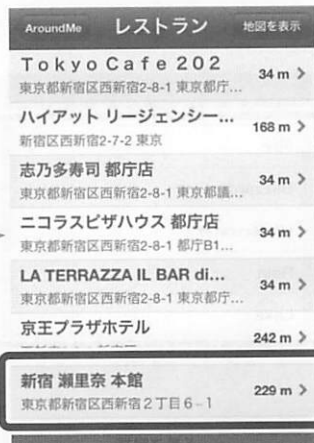 AroundMe レストラン 地図を表示
Ｔｏｋｙｏ Ｃａｆｅ ２０２
東京都新宿区西新宿2-8-1 東京都庁...
34 m
ハイアット リージェンシー...
新宿区西新宿2-7-2 東京
168 m
志乃多寿司 都庁店
東京都新宿区西新宿2-8-1 東京都議...
34 m
ニコラスピザハウス 都庁店
東京都新宿区西新宿2-8-1 都庁B1...
34 m
LA TERRAZZA IL BAR di...
東京都新宿区西新宿2-8-1 東京都庁...
34 m
京王プラザホテル
242 m
新宿 瀬里奈 本館
東京都新宿区西新宿２丁目６−１
229 m